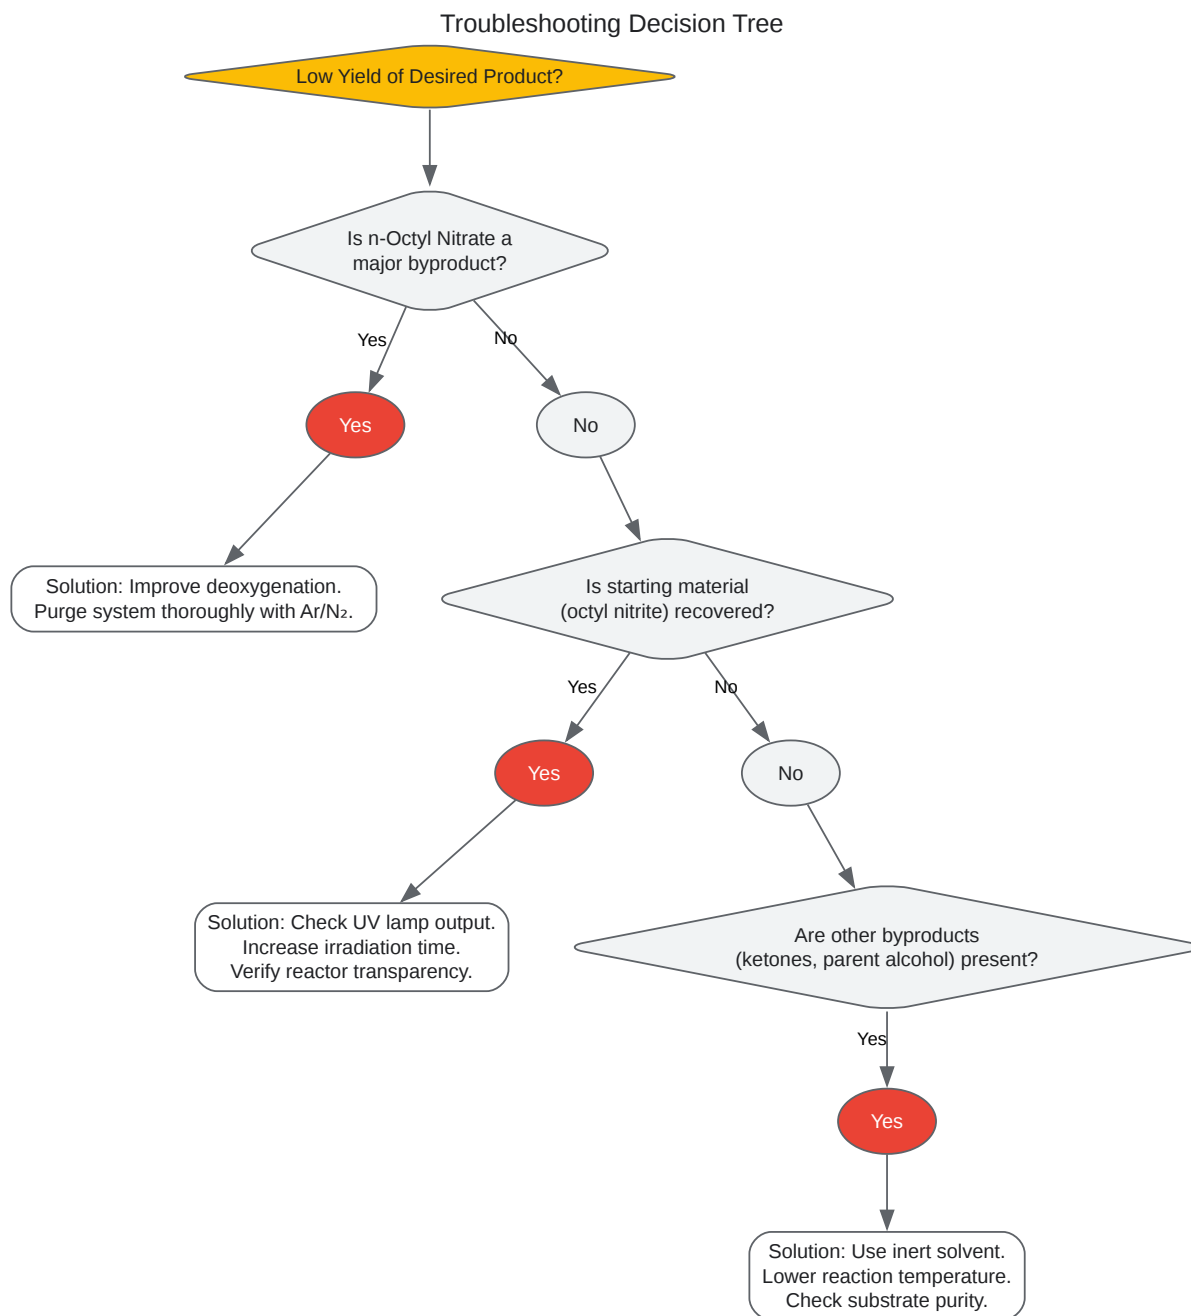 Troubleshooting Decision Tree
Low Yield of Desired Product?
Is n-Octyl Nitrate a
major byproduct?
Yes
No
Yes
No
Solution: Improve deoxygenation.
Purge system thoroughly with Ar/N₂.
Is starting material
(octyl nitrite) recovered?
Yes
No
Yes
No
Solution: Check UV lamp output.
Increase irradiation time.
Verify reactor transparency.
Are other byproducts
(ketones, parent alcohol) present?
Yes
Yes
Solution: Use inert solvent.
Lower reaction temperature.
Check substrate purity.